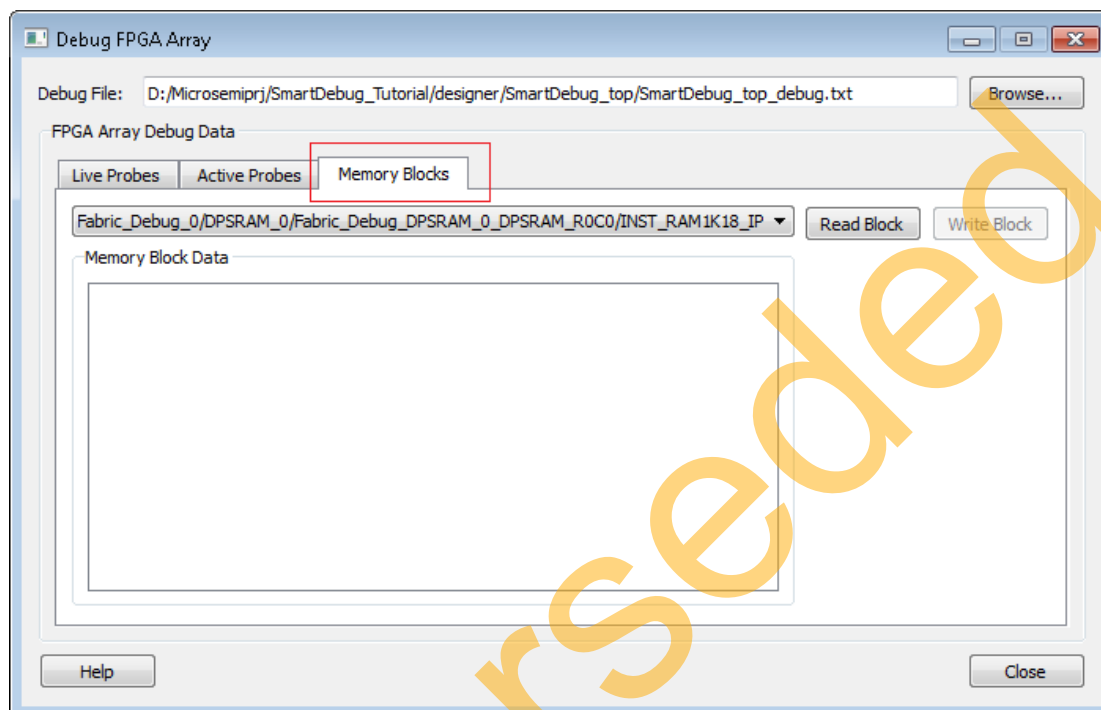 Debug FPGA Array
Debug File: D:/Microsemiprj/SmartDebug_Tutorial/designer/SmartDebug_top/SmartDebug_top_debug.txt Browse...
FPGA Array Debug Data
Live Probes Active Probes Memory Blocks
Fabric_Debug_0/DPSRAM_0/Fabric_Debug_DPSRAM_0_DPSRAM_R0C0/INST_RAM1K18_IP Read Block Write Block
Memory Block Data
Help Close
rseded